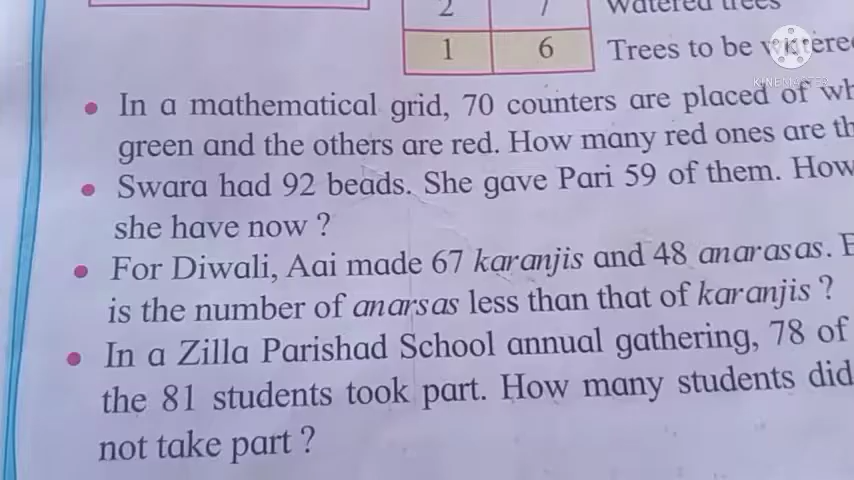 2 7 Watered trees
1 6 Trees to be
KINEMASTER
• In a mathematical grid, 70 counters are placed of
green and the others are red. How many red ones are
• Swara had 92 beads. She gave Pari 59 of them. How
she have now ?
• For Diwali, Aai made 67 karanjis and 48 anarasas.
is the number of anarsas less than that of karanjis ?
• In a Zilla Parishad School annual gathering, 78 of
the 81 students took part. How many students did
not take part ?